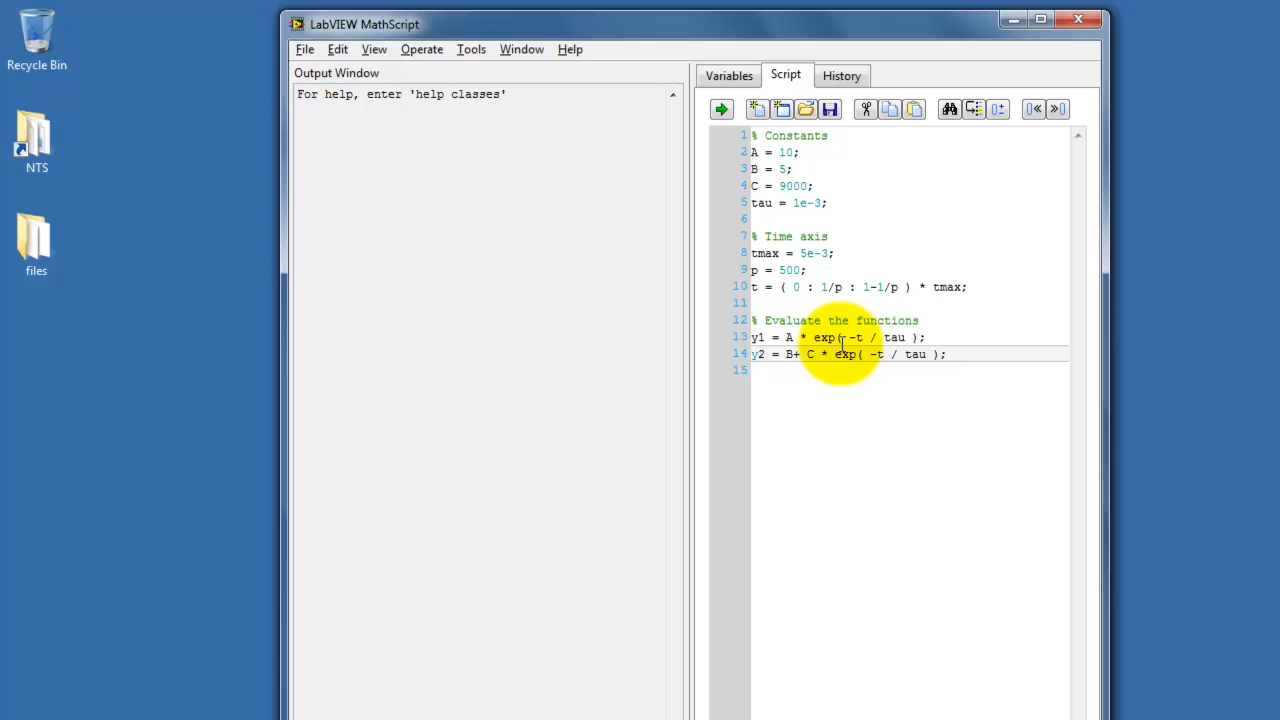 Recycle Bin
NTS
files
LabVIEW MathScript
File Edit View Operate Tools Window Help
Output Window
For help, enter 'help classes'
Variables Script History
1 % Constants
2 A = 10;
3 B = 5;
4 C = 9000;
5 tau = 1e-3;
6
7 % Time axis
8 tmax = 5e-3;
9 p = 500;
10 t = ( 0 : 1/p : 1-1/p ) * tmax;
11
12 % Evaluate the functions
13 y1 = A * exp( -t / tau );
14 y2 = B+ C * exp( -t / tau );
15